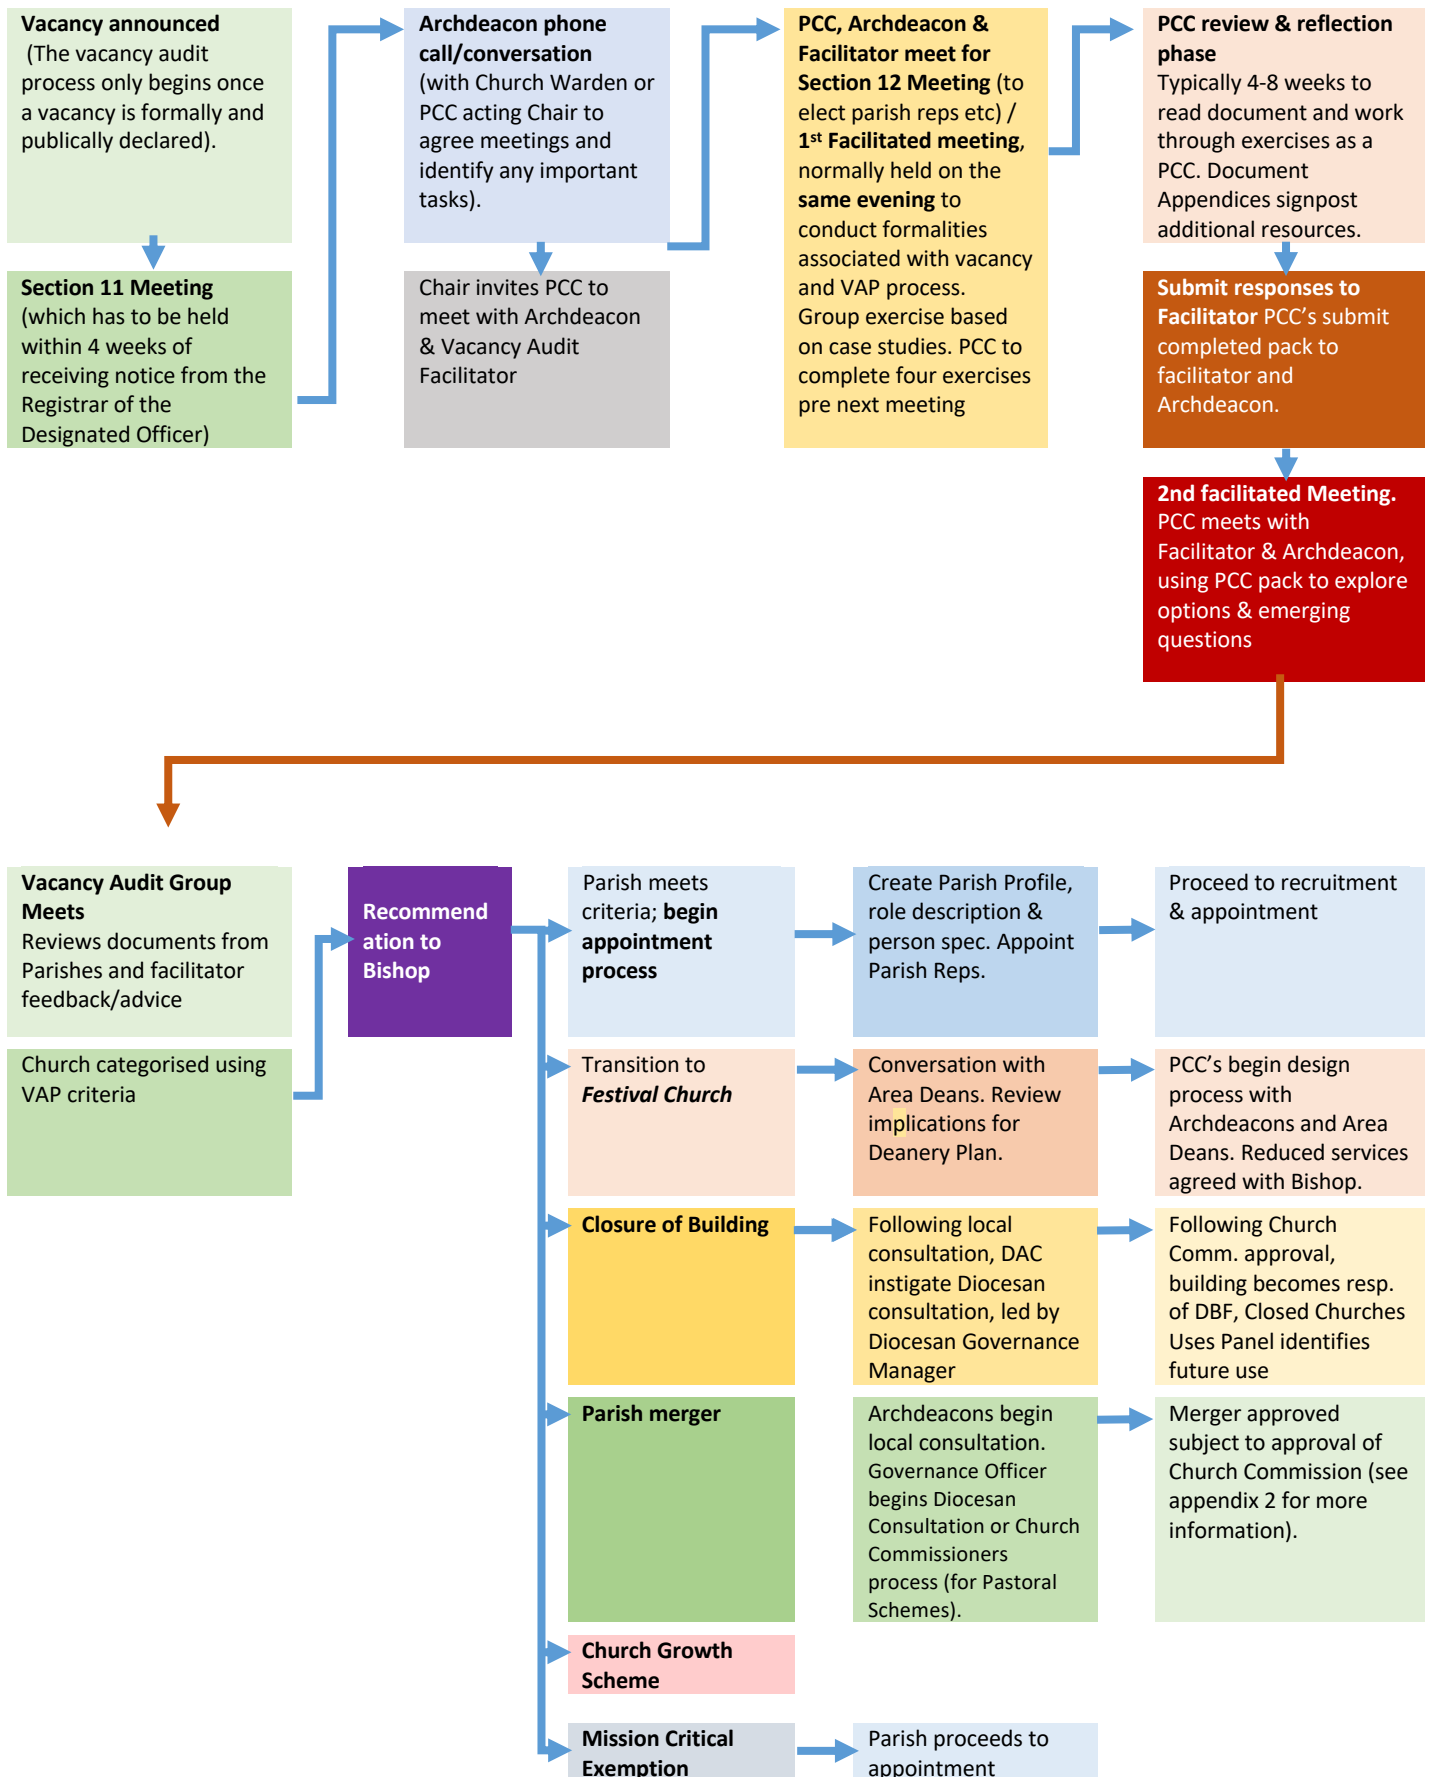 Vacancy announced
(The vacancy audit
process only begins once
a vacancy is formally and
publically declared).
Section 11 Meeting
(which has to be held
within 4 weeks of
receiving notice from the
Registrar of the
Designated Officer)
Archdeacon phone
call/conversation
(with Church Warden or
PCC acting Chair to
agree meetings and
identify any important
tasks).
Chair invites PCC to
meet with Archdeacon
& Vacancy Audit
Facilitator
PCC, Archdeacon &
Facilitator meet for
Section 12 Meeting (to
elect parish reps etc) /
1st Facilitated meeting,
normally held on the
same evening to
conduct formalities
associated with vacancy
and VAP process.
Group exercise based
on case studies. PCC to
complete four exercises
pre next meeting
PCC review & reflection
phase
Typically 4-8 weeks to
read document and work
through exercises as a
PCC. Document
Appendices signpost
additional resources.
Submit responses to
Facilitator PCC’s submit
completed pack to
facilitator and
Archdeacon.
2nd facilitated Meeting.
PCC meets with
Facilitator & Archdeacon,
using PCC pack to explore
options & emerging
questions
Vacancy Audit Group
Meets
Reviews documents from
Parishes and facilitator
feedback/advice
Church categorised using
VAP criteria
Recommend
ation to
Bishop
Parish meets
criteria; begin
appointment
process
Create Parish Profile,
role description &
person spec. Appoint
Parish Reps.
Proceed to recruitment
& appointment
Transition to
Festival Church
Conversation with
Area Deans. Review
implications for
Deanery Plan.
PCC’s begin design
process with
Archdeacons and Area
Deans. Reduced services
agreed with Bishop.
Closure of Building
Following local
consultation, DAC
instigate Diocesan
consultation, led by
Diocesan Governance
Manager
Following Church
Comm. approval,
building becomes resp.
of DBF, Closed Churches
Uses Panel identifies
future use
Parish merger
Archdeacons begin
local consultation.
Governance Officer
begins Diocesan
Consultation or Church
Commissioners
process (for Pastoral
Schemes).
Merger approved
subject to approval of
Church Commission (see
appendix 2 for more
information).
Church Growth
Scheme
Mission Critical
Exemption
Parish proceeds to
appointment